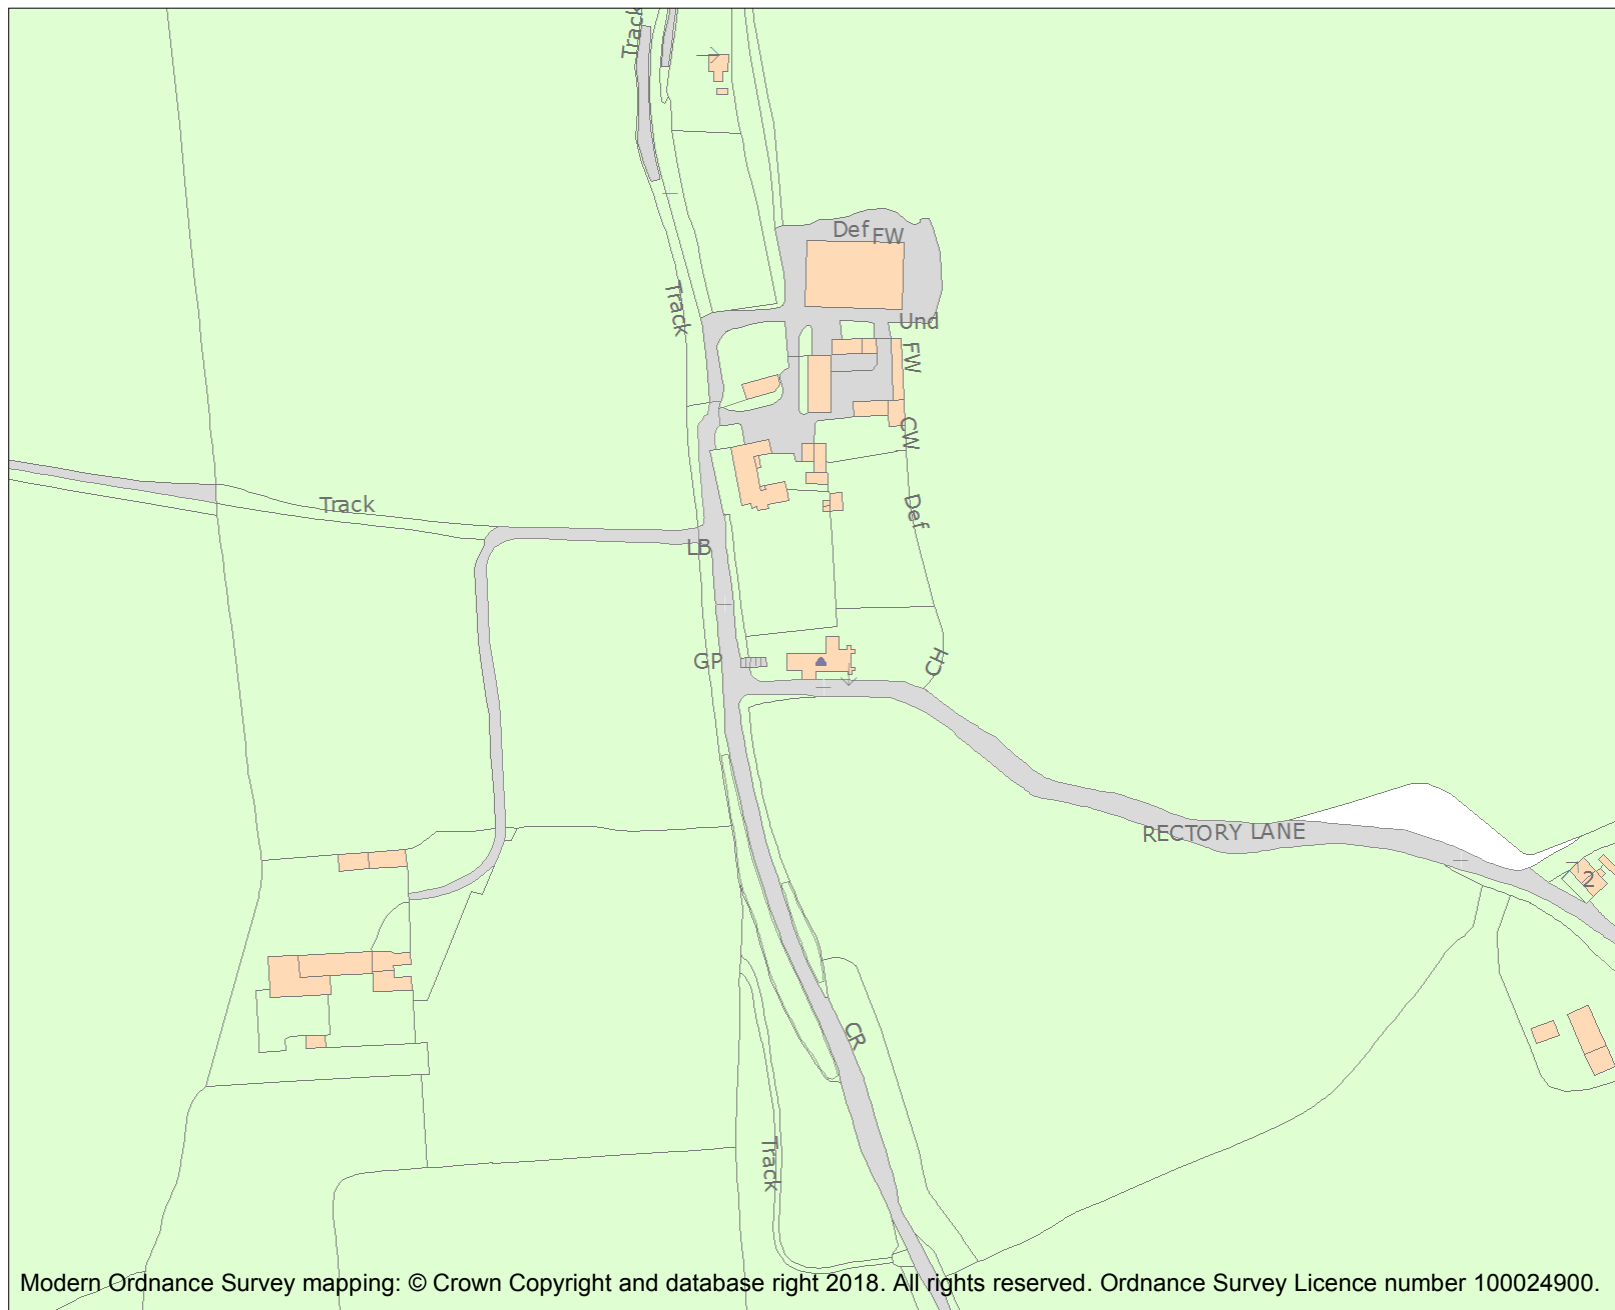 Track
Def
FW
Track
Und
FW
CW
Track
Def
LB
GP
CH
RECTORY LANE
2
CR
Track
Modern Ordnance Survey mapping: © Crown Copyright and database right 2018. All rights reserved. Ordnance Survey Licence number 100024900.